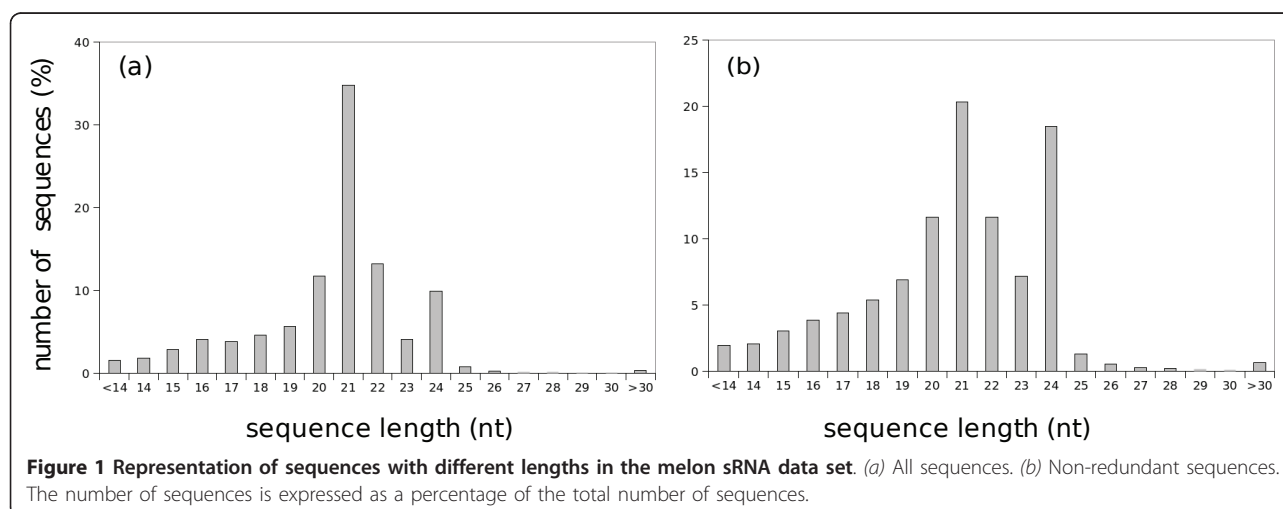 (a)
number of sequences (%)
40
30
20
10
0
<14 14 15 16 17 18 19 20 21 22 23 24 25 26 27 28 29 30 >30
sequence length (nt)
(b)
25
20
15
10
5
0
<14 14 15 16 17 18 19 20 21 22 23 24 25 26 27 28 29 30 >30
sequence length (nt)
Figure 1 Representation of sequences with different lengths in the melon sRNA data set. (a) All sequences. (b) Non-redundant sequences.
The number of sequences is expressed as a percentage of the total number of sequences.